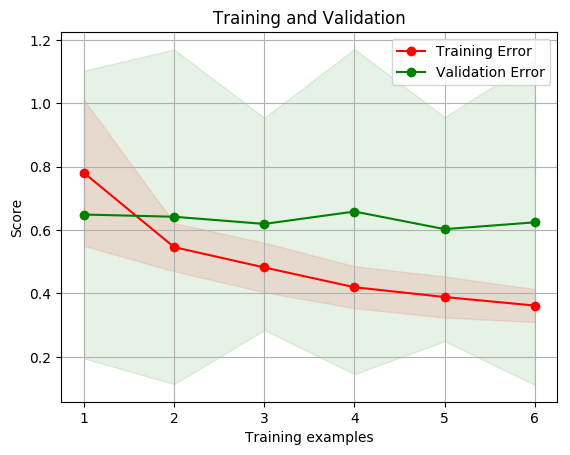 Training and Validation
Training Error
Validation Error
Score
1.2
1.0
0.8
0.6
0.4
0.2
1 2 3 4 5 6
Training examples